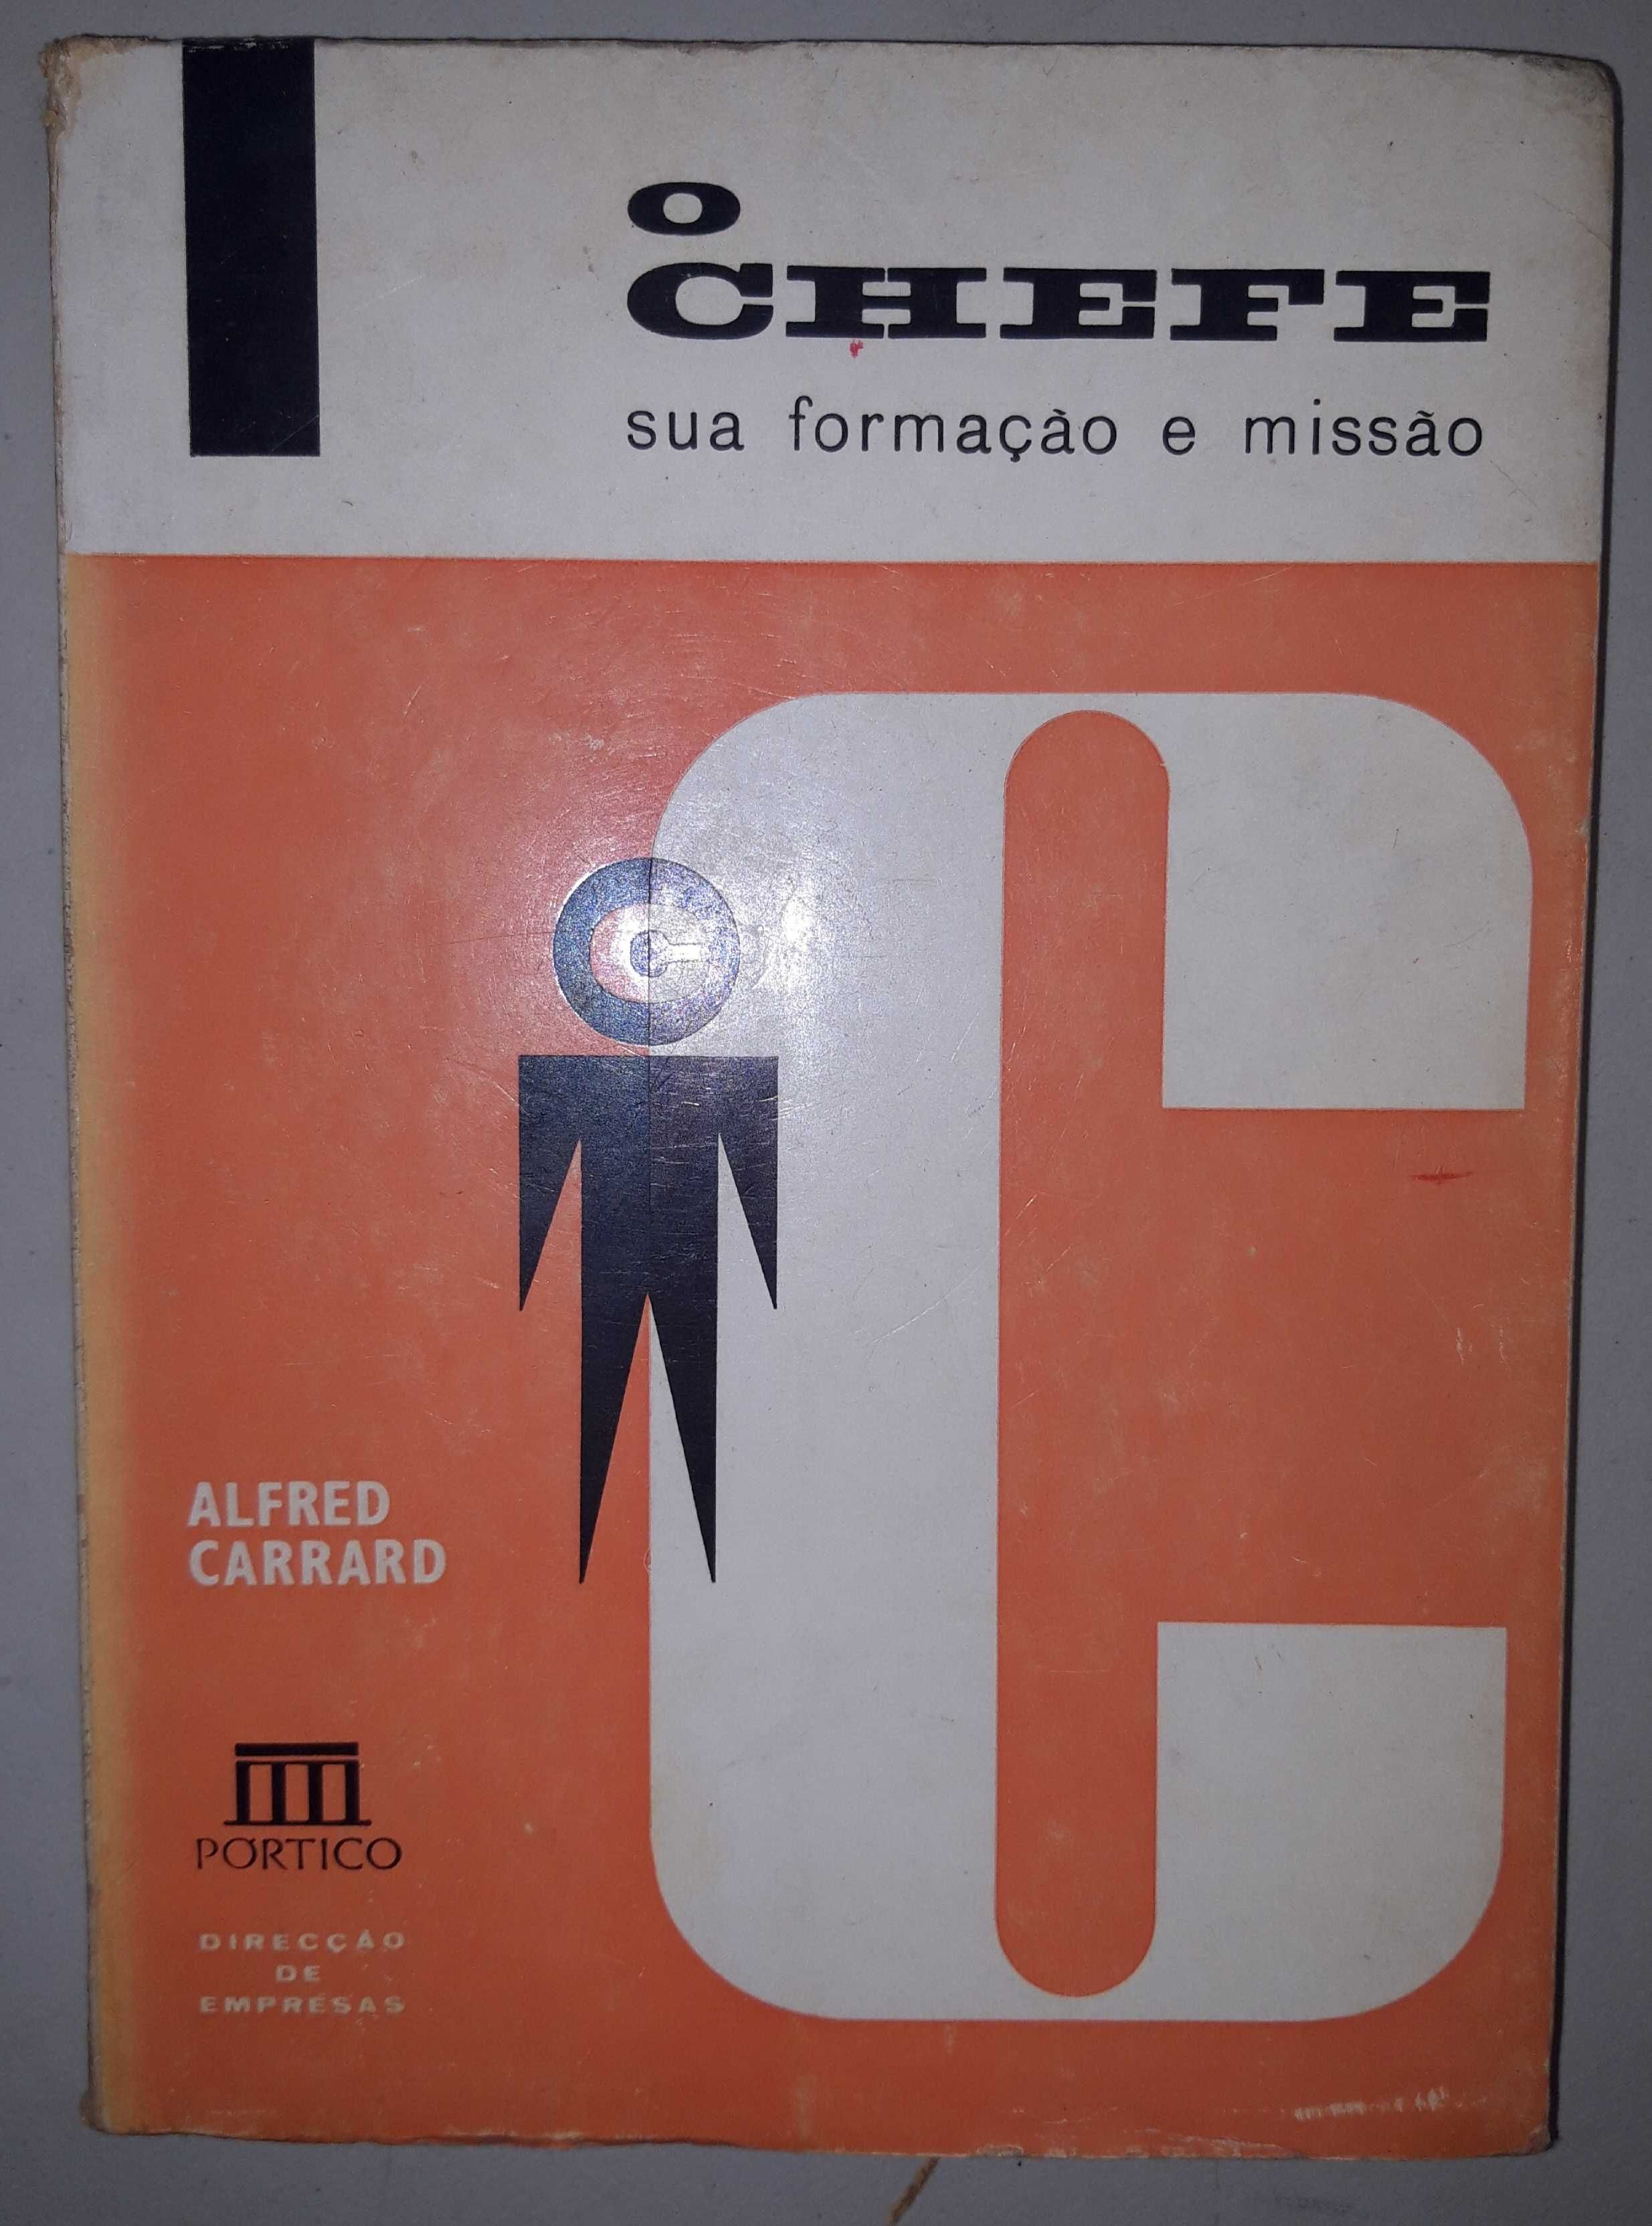 O
CHEFE
sua formação e missão
C
C
ALFRED
CARRARD
PÓRTICO
DIRECÇÃO
DE
EMPRESAS